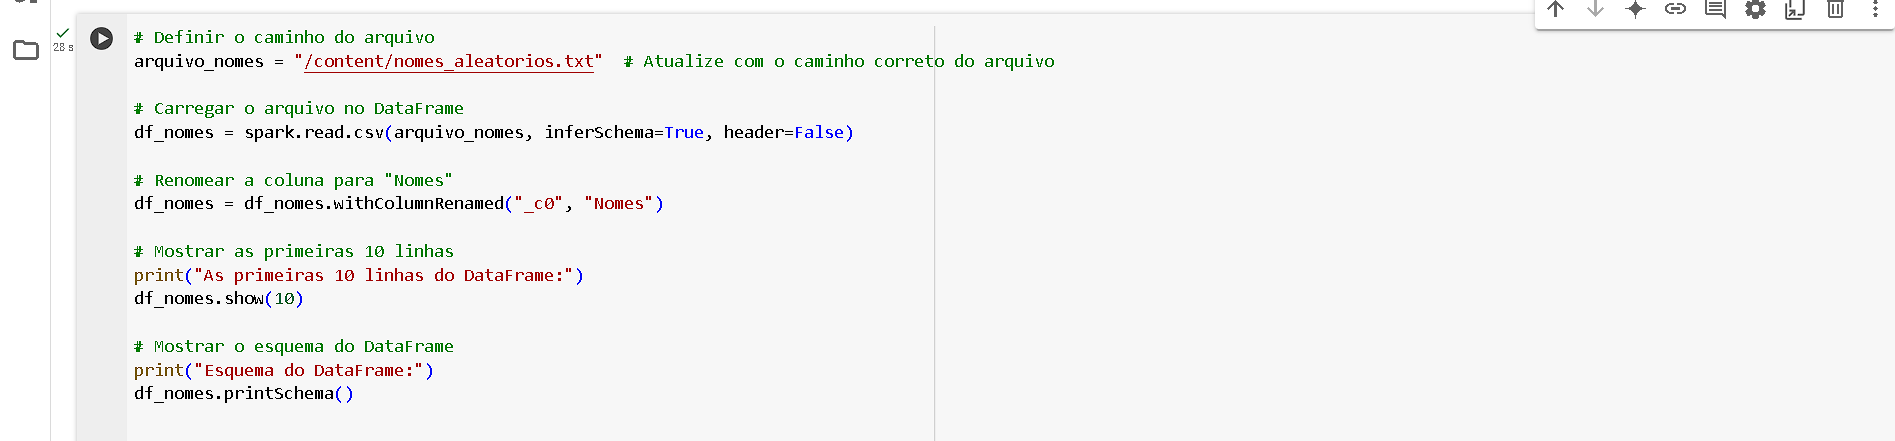 28 s
# Definir o caminho do arquivo
arquivo_nomes = "/content/nomes_aleatorios.txt"  # Atualize com o caminho correto do arquivo
# Carregar o arquivo no DataFrame
df_nomes = spark.read.csv(arquivo_nomes, inferSchema=True, header=False)
# Renomear a coluna para "Nomes"
df_nomes = df_nomes.withColumnRenamed("_c0", "Nomes")
# Mostrar as primeiras 10 linhas
print("As primeiras 10 linhas do DataFrame:")
df_nomes.show(10)
# Mostrar o esquema do DataFrame
print("Esquema do DataFrame:")
df_nomes.printSchema()